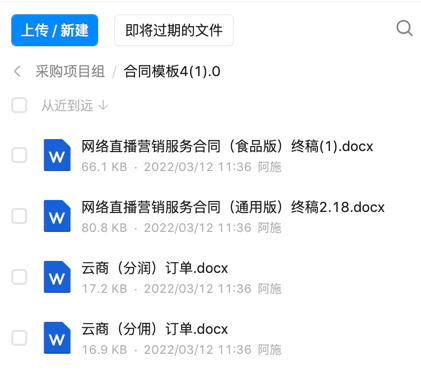 上传 / 新建 即将过期的文件
采购项目组 / 合同模板4(1).0
从近到远 ↓
网络直播营销服务合同（食品版）终稿(1).docx
66.1 KB · 2022/03/12 11:36 阿施
网络直播营销服务合同（通用版）终稿2.18.docx
80.8 KB · 2022/03/12 11:36 阿施
云商（分润）订单.docx
17.2 KB · 2022/03/12 11:36 阿施
云商（分佣）订单.docx
16.9 KB · 2022/03/12 11:36 阿施